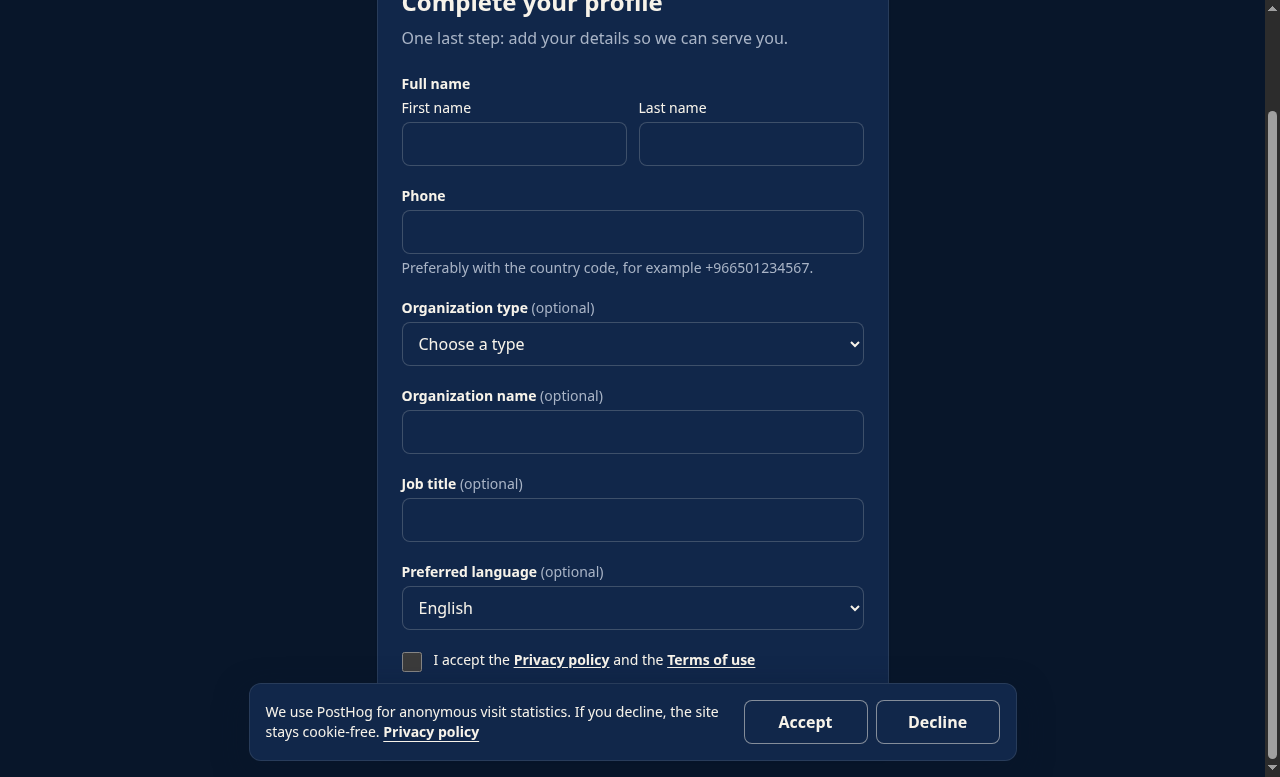 Complete your profile
One last step: add your details so we can serve you.
Full name
First name
Last name
Phone
Preferably with the country code, for example +966501234567.
Organization type (optional)
Choose a type
Organization name (optional)
Job title (optional)
Preferred language (optional)
English
I accept the Privacy policy and the Terms of use
We use PostHog for anonymous visit statistics. If you decline, the site
stays cookie-free. Privacy policy
Accept
Decline